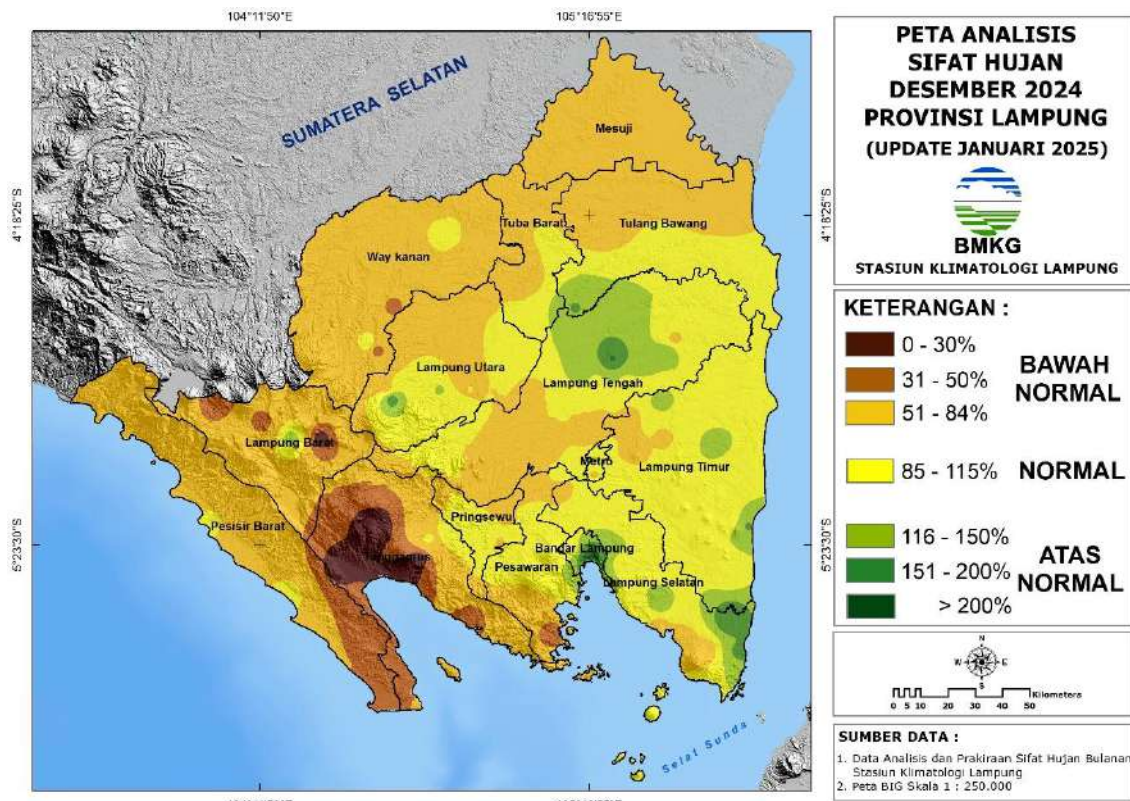 104°11'50"E
105°16'55"E
4°18'25"S
5°23'30"S
SUMATERA SELATAN
Mesuji
Tuba Barat
Tulang Bawang
Way kanan
Lampung Utara
Lampung Tengah
Lampung Barat
Metro
Lampung Timur
Pesisir Barat
Pringsewu
Tanggamus
Bandar Lampung
Pesawaran
Lampung Selatan
Selat Sunda
4°18'25"S
5°23'30"S
PETA ANALISIS
SIFAT HUJAN
DESEMBER 2024
PROVINSI LAMPUNG
(UPDATE JANUARI 2025)
BMKG
STASIUN KLIMATOLOGI LAMPUNG
KETERANGAN :
0 - 30%
31 - 50%
51 - 84%
BAWAH
NORMAL
85 - 115%
NORMAL
116 - 150%
151 - 200%
> 200%
ATAS
NORMAL
N
W E
S
0 5 10 20 30 40 50
Kilometers
SUMBER DATA :
1. Data Analisis dan Prakiraan Sifat Hujan Bulanan
Stasiun Klimatologi Lampung
2. Peta BIG Skala 1 : 250.000